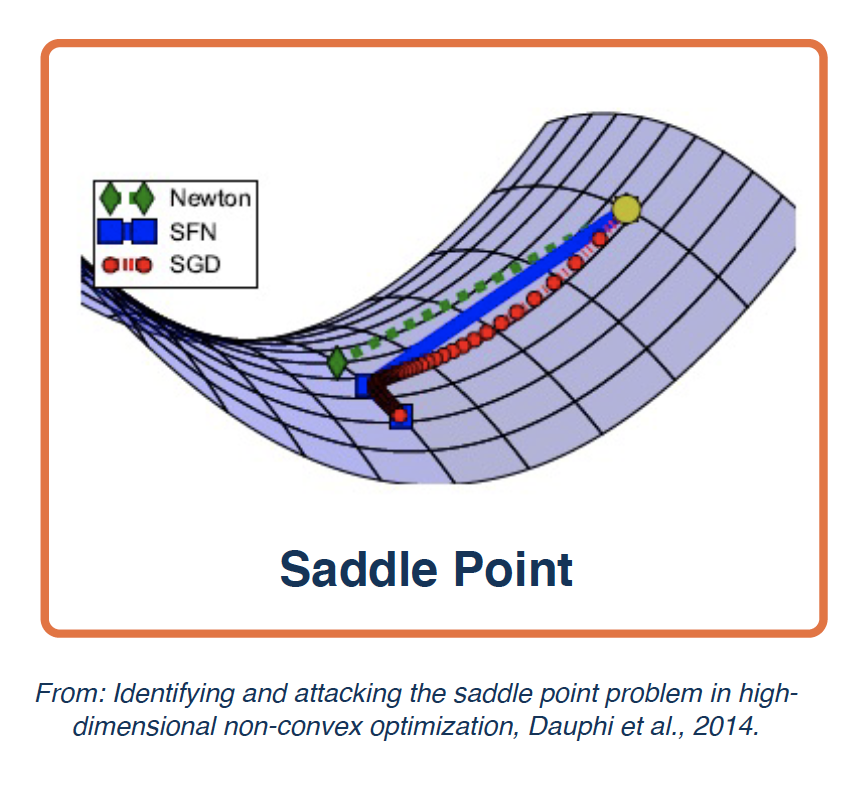 Newton
SFN
SGD
Saddle Point
From: Identifying and attacking the saddle point problem in high-
dimensional non-convex optimization, Dauphi et al., 2014.